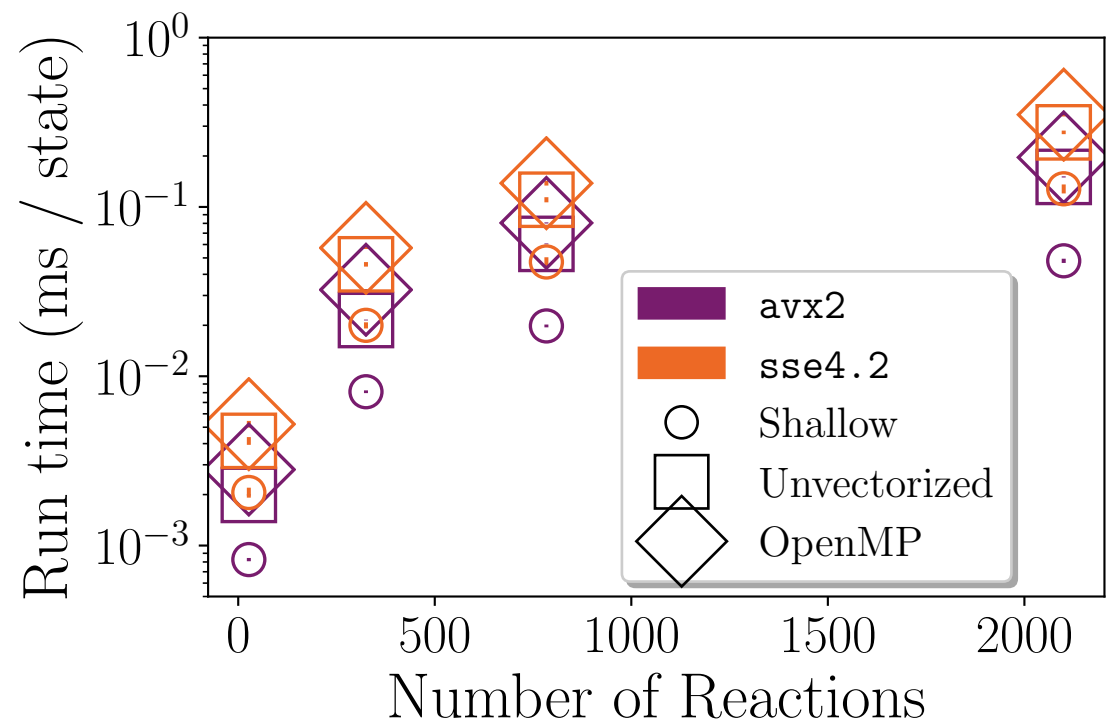 Run time (ms / state)
10^0
10^-1
10^-2
10^-3
0 500 1000 1500 2000
Number of Reactions
avx2
sse4.2
Shallow
Unvectorized
OpenMP